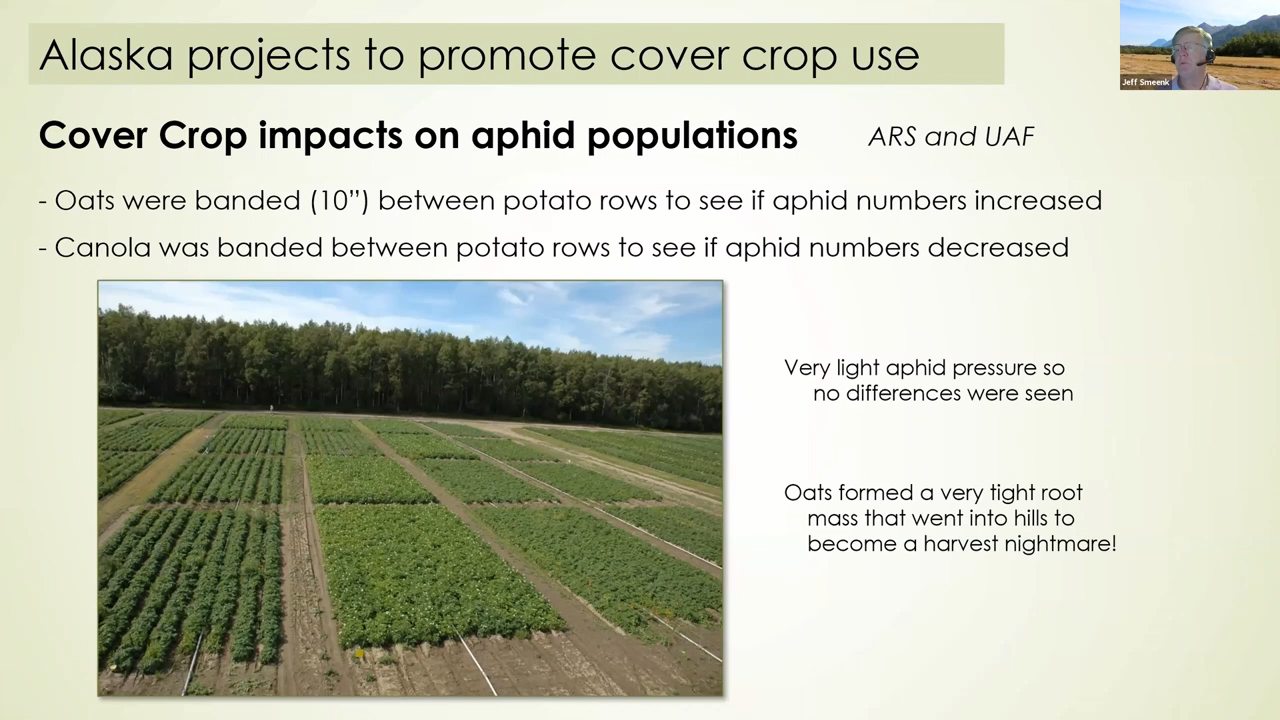 Alaska projects to promote cover crop use
Jeff Smeenk
Cover Crop impacts on aphid populations
ARS and UAF
- Oats were banded (10”) between potato rows to see if aphid numbers increased
- Canola was banded between potato rows to see if aphid numbers decreased
Very light aphid pressure so
no differences were seen
Oats formed a very tight root
mass that went into hills to
become a harvest nightmare!